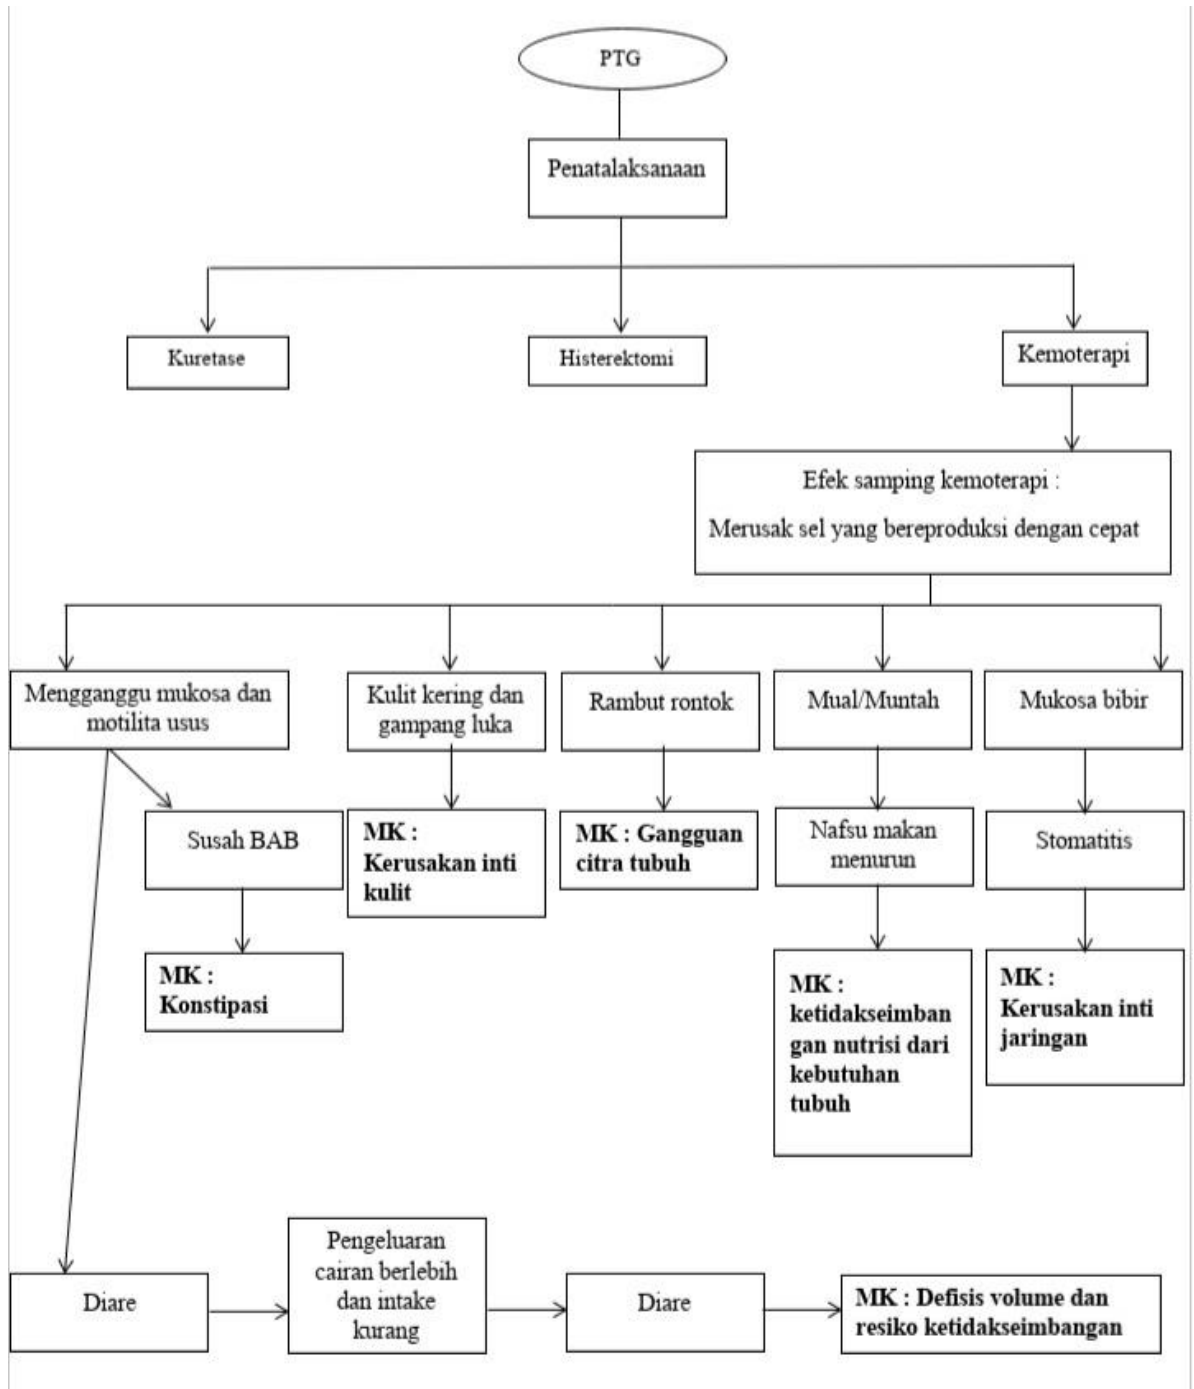 PTG
Penatalaksanaan
Kuretase
Histerektomi
Kemoterapi
Efek samping kemoterapi :
Merusak sel yang bereproduksi dengan cepat
Mengganggu mukosa dan
motilita usus
Kulit kering dan
gampang luka
Rambut rontok
Mual/Muntah
Mukosa bibir
Susah BAB
MK :
Kerusakan inti
kulit
MK : Gangguan
citra tubuh
Nafsu makan
menurun
Stomatitis
MK :
Konstipasi
MK :
ketidakseimban
gan nutrisi dari
kebutuhan
tubuh
MK :
Kerusakan inti
jaringan
Diare
Pengeluaran
cairan berlebih
dan intake
kurang
Diare
MK : Defisis volume dan
resiko ketidakseimbangan